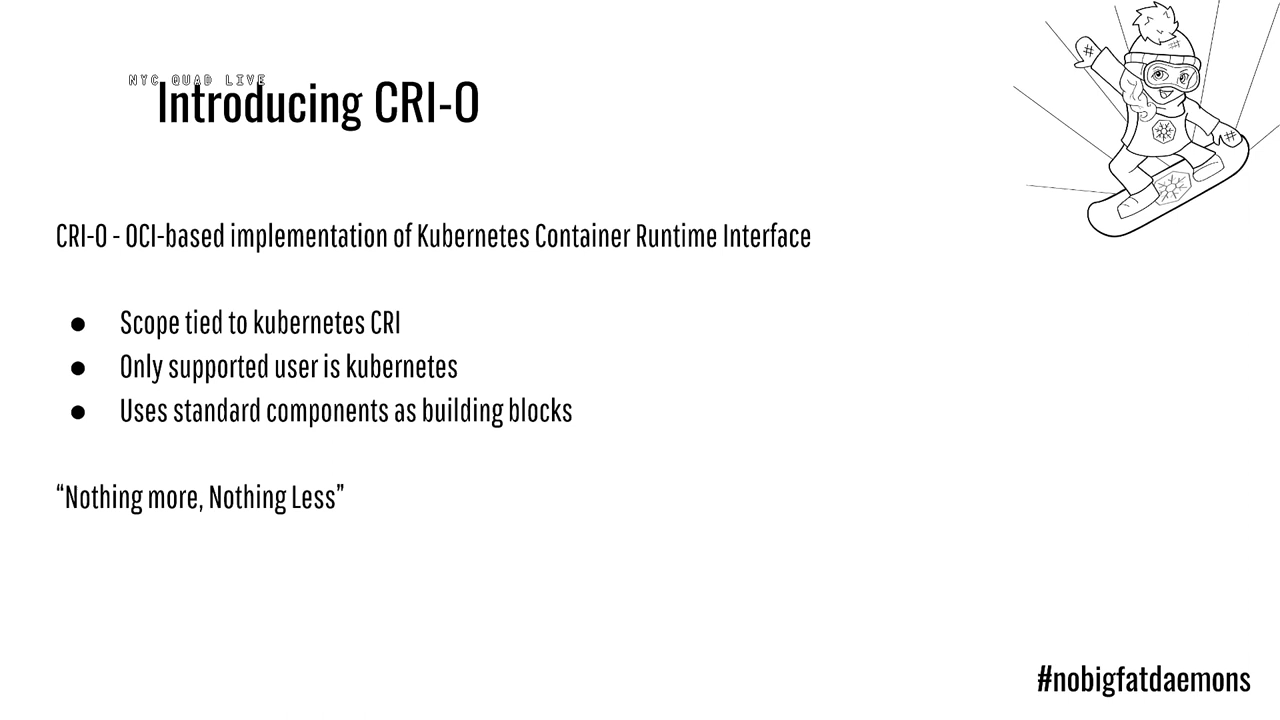 NYC QUAD LIVE
Introducing CRI-O
CRI-O - OCI-based implementation of Kubernetes Container Runtime Interface
● Scope tied to kubernetes CRI
● Only supported user is kubernetes
● Uses standard components as building blocks
“Nothing more, Nothing Less”
#nobigfatdaemons